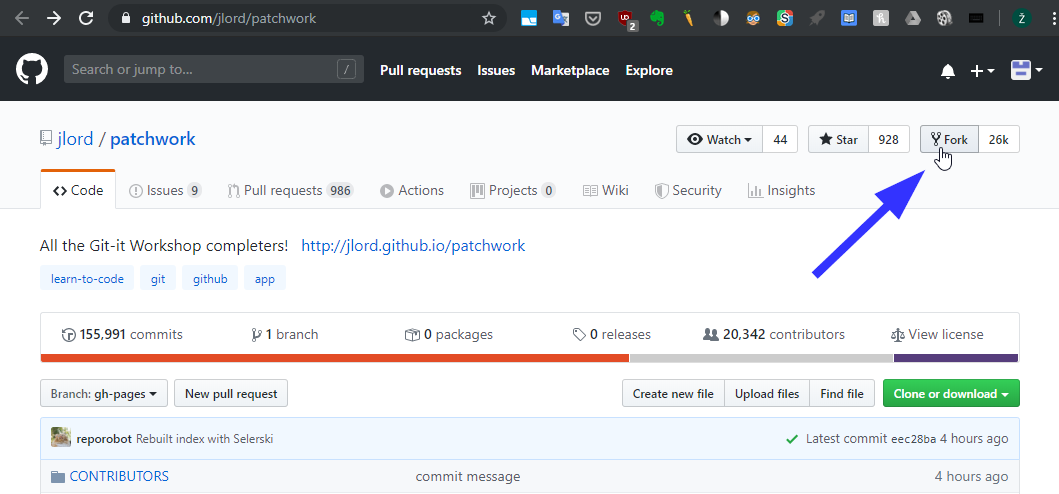 github.com/jlord/patchwork
UD 2
Ž
Search or jump to... /
Pull requests Issues Marketplace Explore
jlord / patchwork
Watch 44 Star 928 Fork 26k
Code Issues 9 Pull requests 986 Actions Projects 0 Wiki Security Insights
All the Git-it Workshop completers! http://jlord.github.io/patchwork
learn-to-code git github app
155,991 commits 1 branch 0 packages 0 releases 20,342 contributors View license
Branch: gh-pages New pull request Create new file Upload files Find file Clone or download
reporobot Rebuilt index with Selerski Latest commit eec28ba 4 hours ago
CONTRIBUTORS commit message 4 hours ago